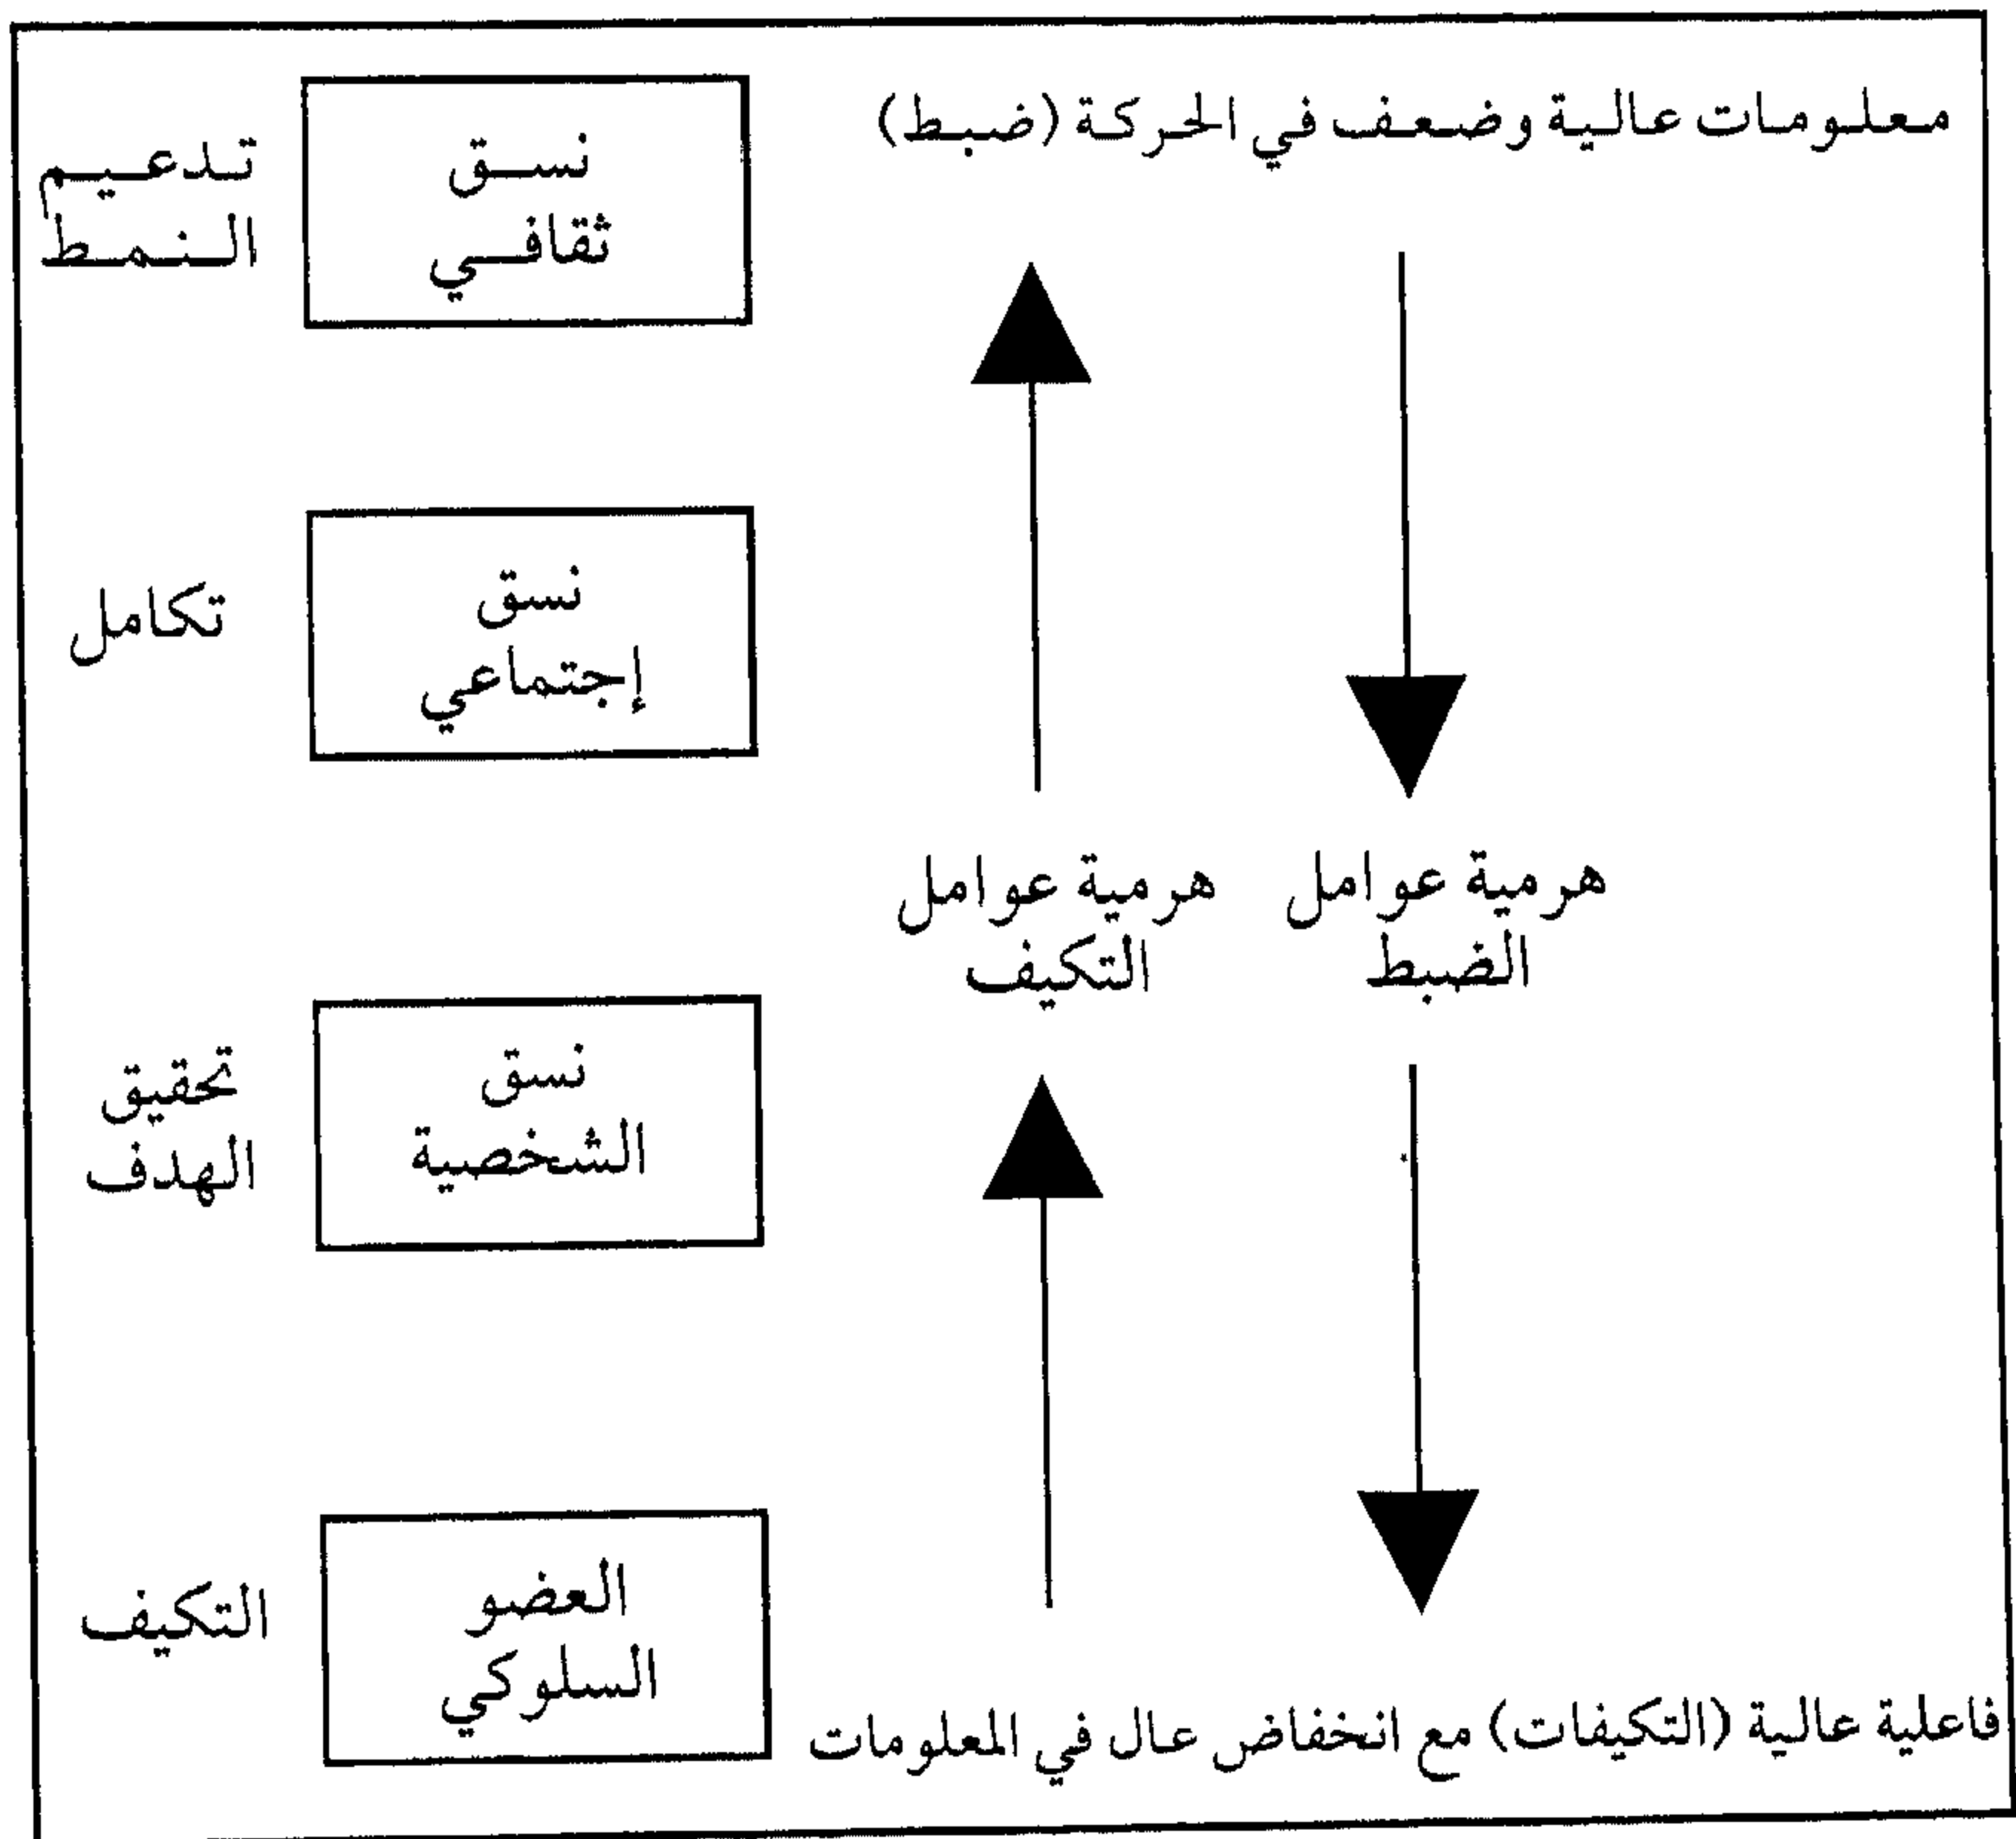 معلومات عالية وضعف في الحركة (ضبط)
نسق
ثقافي
تدعيم
النمط
نسق
إجتماعي
تكامل
هرمية عوامل
الضبط
هرمية عوامل
التكيف
نسق
الشخصية
تحقيق
الهدف
العضو
السلوكي
التكيف
فاعلية عالية (التكيفات) مع انخفاض عال في المعلومات